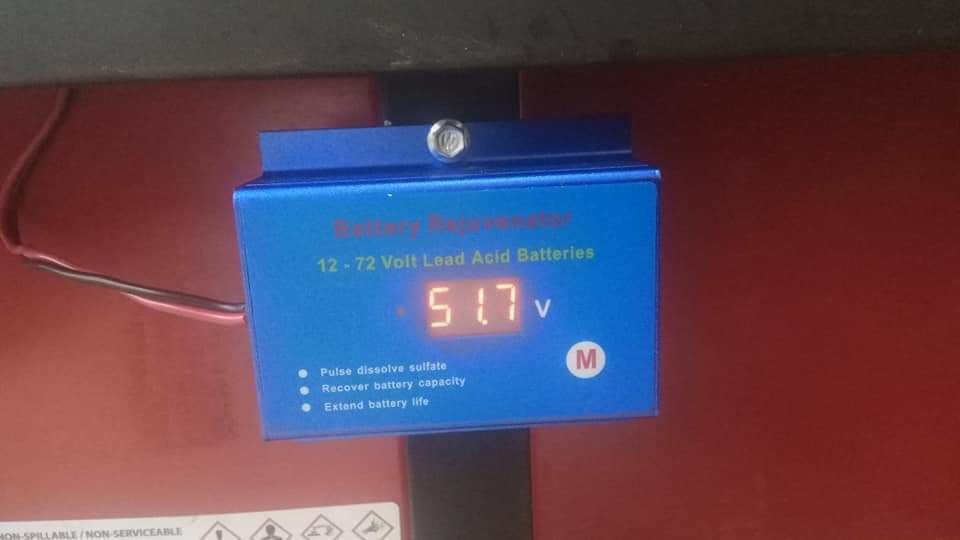 Battery Rejuvenator
12 - 72 Volt Lead Acid Batteries
51.7 V
M
Pulse dissolve sulfate
Recover battery capacity
Extend battery life
NON-SPILLABLE / NON-SERVICEABLE